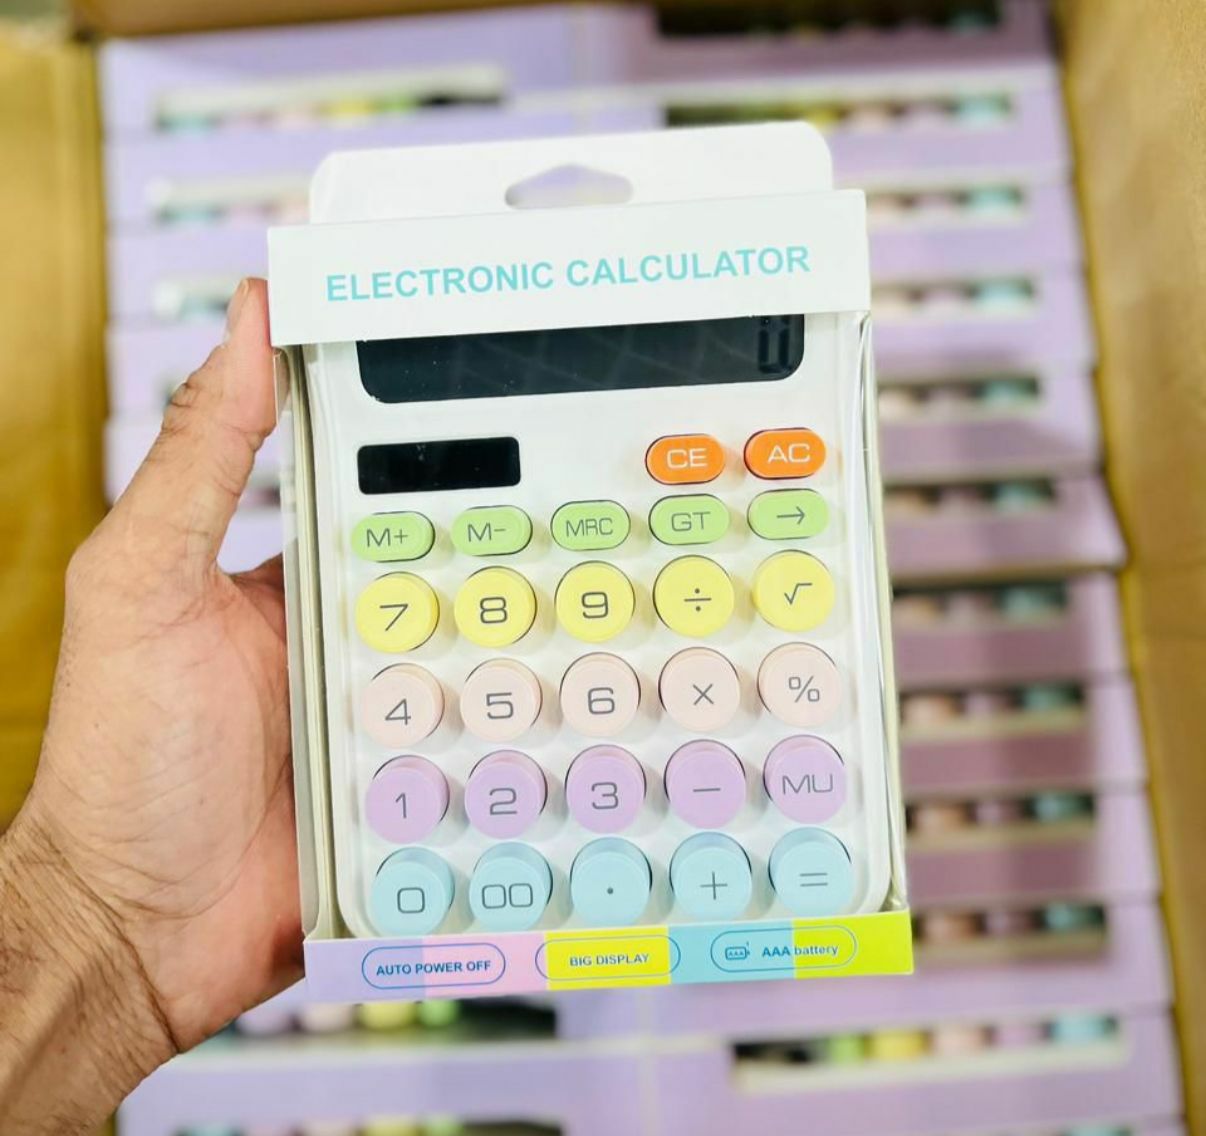 ELECTRONIC CALCULATOR
CE AC
M+ M- MRC GT →
7 8 9 ÷ √
4 5 6 × %
1 2 3 − MU
0 00 . + =
AUTO POWER OFF BIG DISPLAY AAA AAA battery